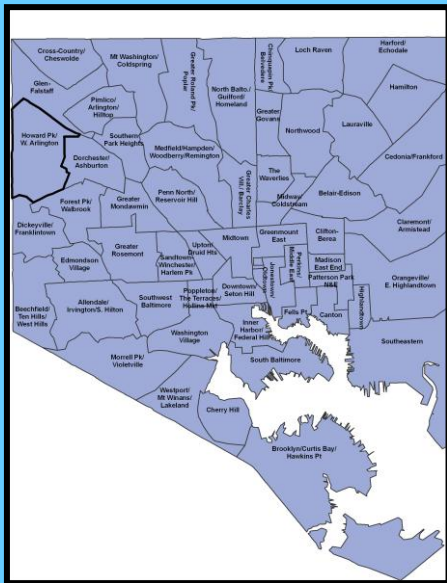 Cross-Country/
Cheswolde
Mt Washington/
Coldspring
Greater Roland Pk/
Poplar
North Balto./
Guilford/
Homeland
Chinquapin Pk/
Belvedere
Loch Raven
Harford/
Echodale
Glen-
Falstaff
Pimlico/
Arlington/
Hilltop
Hamilton
Howard Pk/
W. Arlington
Southern
Park Heights
Medfield/Hampden/
Woodberry/Remington
Greater
Govans
Northwood
Lauraville
Dorchester/
Ashburton
Cedonia/Frankford
The
Waverlies
Forest Pk/
Walbrook
Greater
Mondawmin
Penn North/
Reservoir Hill
Greater Charles
Vill./ Barclay
Midway/
Coldstream
Belair-Edison
Claremont/
Armistead
Dickeyville/
Franklintown
Greater
Rosemont
Sandtown-
Winchester/
Harlem Pk
Upton/
Druid Hts
Midtown
Greenmount
East
Clifton-
Berea
Edmondson
Village
Perkins/
Middle East
Madison
East End
Patterson Park
N&E
Orangeville/
E. Highlandtown
Beechfield/
Ten Hills/
West Hills
Allendale/
Irvington/S. Hilton
Southwest
Baltimore
Poppleton/
The Terraces/
Hollins Mkt
Downtown/
Seton Hill
Jonestown/
Oldtown
Highlandtown
Fells Pt
Canton
Washington
Village
Inner
Harbor/
Federal Hill
Southeastern
Morrell Pk/
Violetville
South Baltimore
Westport/
Mt Winans/
Lakeland
Cherry Hill
Brooklyn/Curtis Bay/
Hawkins Pt